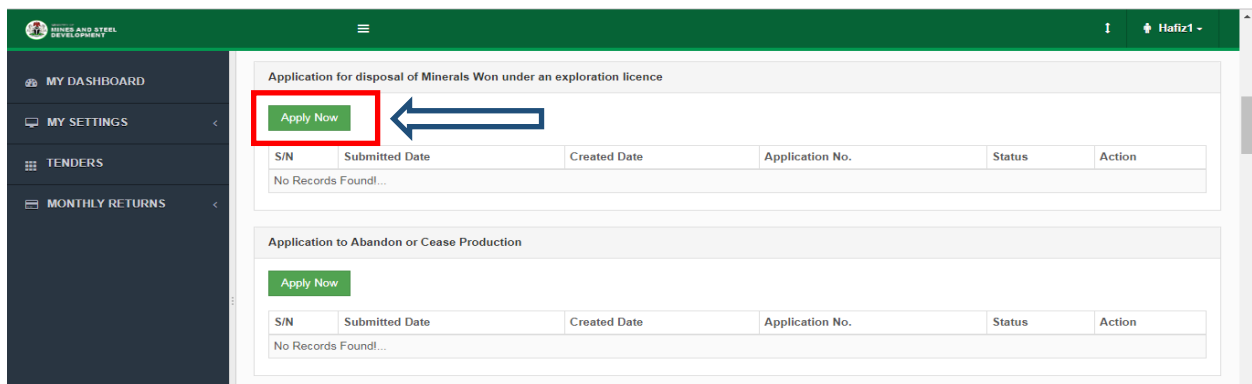 MINES AND STEEL
DEVELOPMENT
Hafiz1
MY DASHBOARD
MY SETTINGS
TENDERS
MONTHLY RETURNS
Application for disposal of Minerals Won under an exploration licence
Apply Now
S/N Submitted Date Created Date Application No. Status Action
No Records Found!...
Application to Abandon or Cease Production
Apply Now
S/N Submitted Date Created Date Application No. Status Action
No Records Found!...